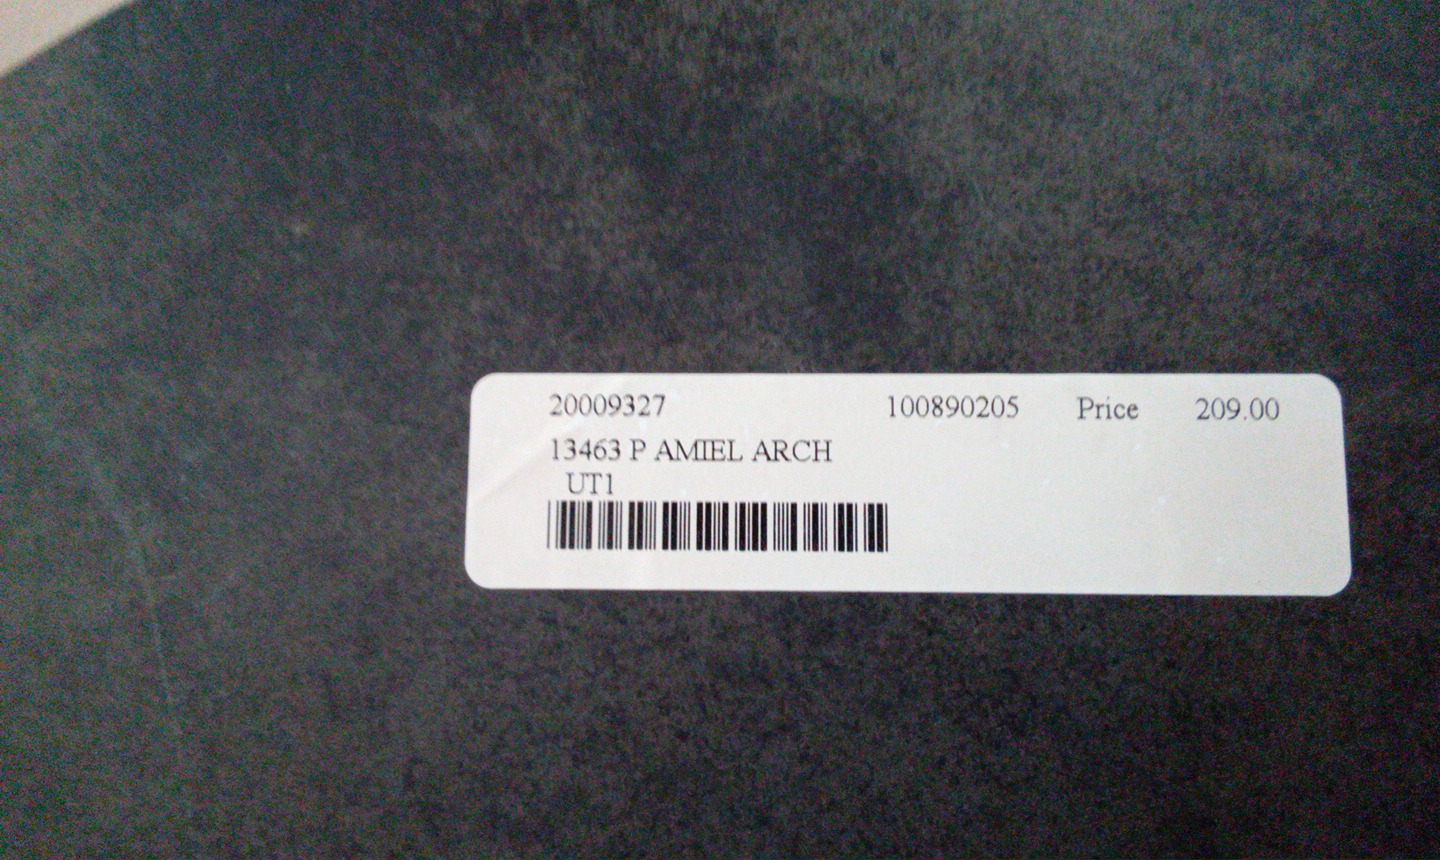 20009327 100890205 Price 209.00
13463 P AMIEL ARCH
UT1